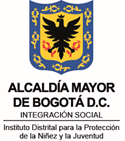 ALCALDÍA MAYOR
DE BOGOTÁ D.C.
INTEGRACIÓN SOCIAL
Instituto Distrital para la Protección
de la Niñez y la Juventud